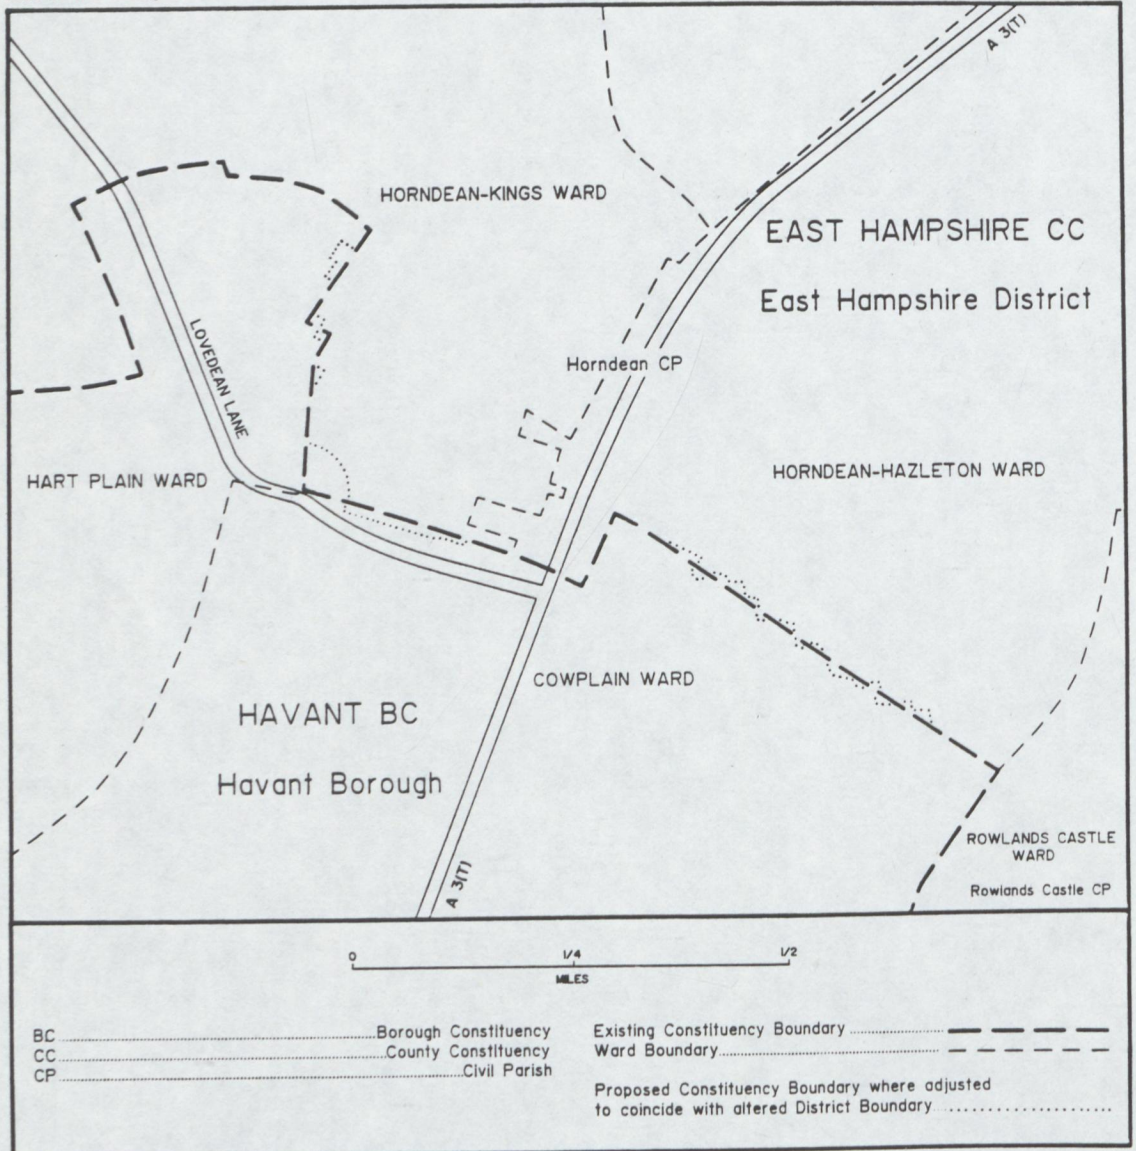 A 3(T)
HORNDEAN-KINGS WARD
EAST HAMPSHIRE CC
East Hampshire District
LOVEDEAN LANE
Horndean CP
HART PLAIN WARD
HORNDEAN-HAZLETON WARD
COWPLAIN WARD
HAVANT BC
Havant Borough
ROWLANDS CASTLE
WARD
Rowlands Castle CP
A 3(T)
0 1/4 1/2
MILES
BC Borough Constituency
CC County Constituency
CP Civil Parish
Existing Constituency Boundary
Ward Boundary
Proposed Constituency Boundary where adjusted
to coincide with altered District Boundary